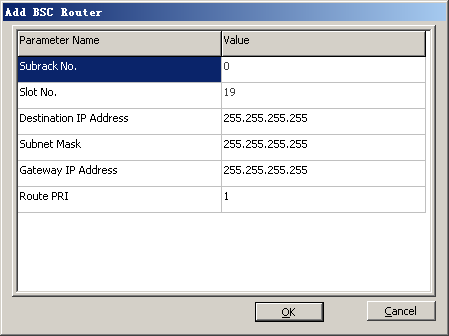 Add BSC Router
Parameter Name Value
Subrack No. 0
Slot No. 19
Destination IP Address 255.255.255.255
Subnet Mask 255.255.255.255
Gateway IP Address 255.255.255.255
Route PRI 1
OK Cancel